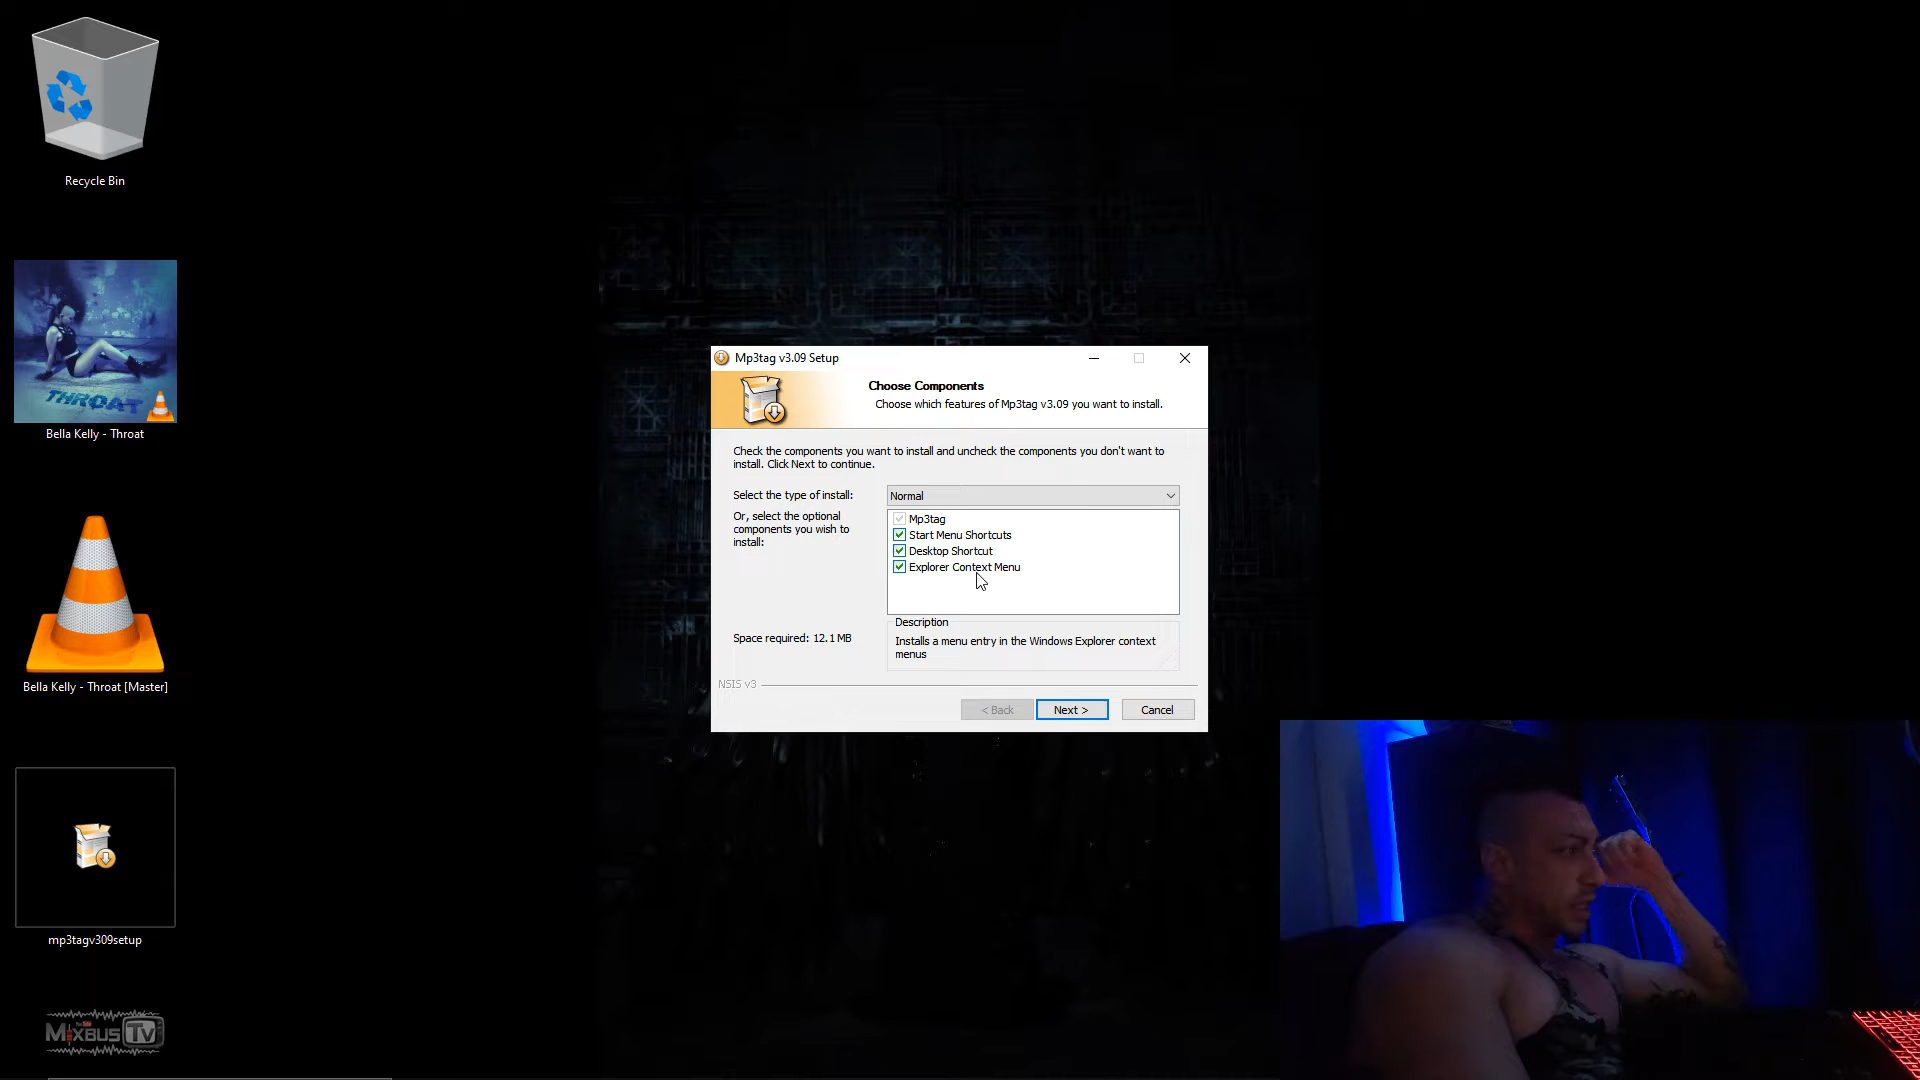 Recycle Bin
THROAT
Bella Kelly - Throat
Bella Kelly - Throat [Master]
mp3tagv309setup
MIXBUS TV
Mp3tag v3.09 Setup
Choose Components
Choose which features of Mp3tag v3.09 you want to install.
Check the components you want to install and uncheck the components you don't want to
install. Click Next to continue.
Select the type of install:
Normal
Or, select the optional
components you wish to
install:
Mp3tag
Start Menu Shortcuts
Desktop Shortcut
Explorer Context Menu
Space required: 12.1 MB
Description
Installs a menu entry in the Windows Explorer context
menus
NSIS v3
< Back
Next >
Cancel